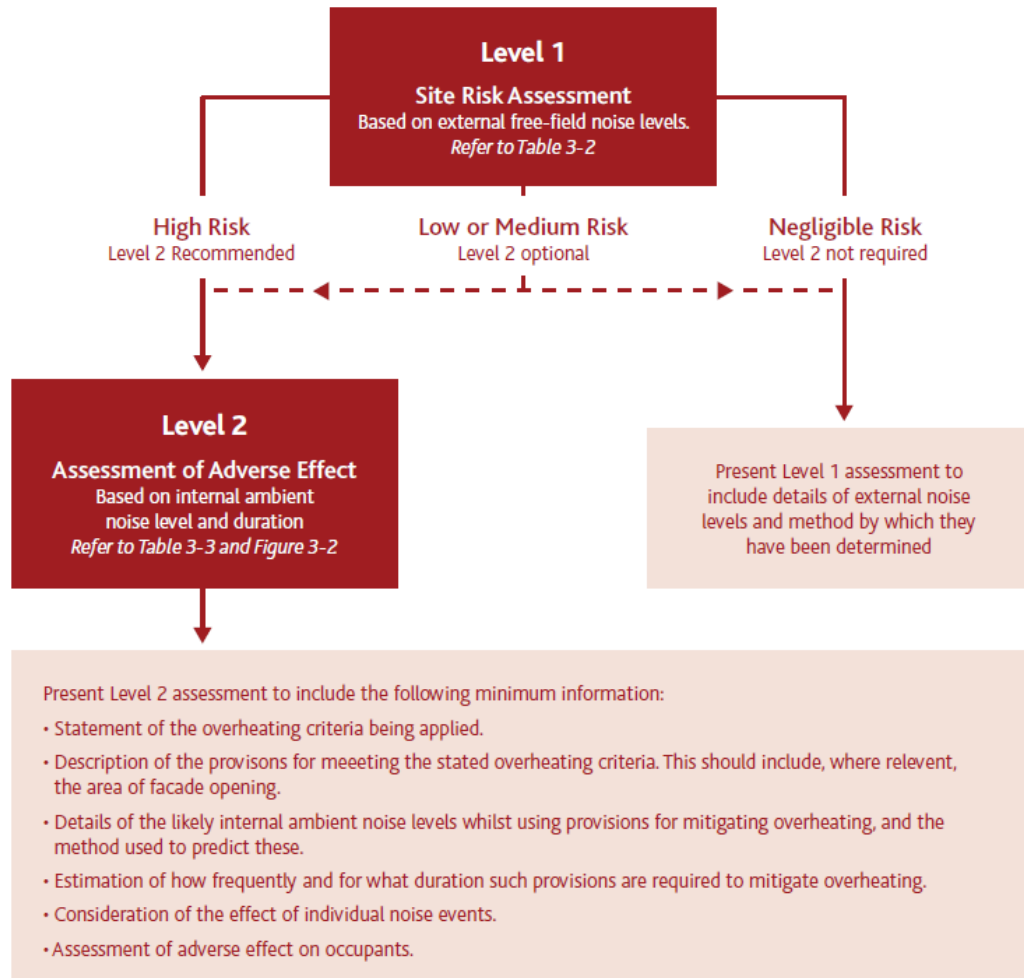 Level 1
Site Risk Assessment
Based on external free-field noise levels.
Refer to Table 3-2
High Risk
Level 2 Recommended
Low or Medium Risk
Level 2 optional
Negligible Risk
Level 2 not required
Level 2
Assessment of Adverse Effect
Based on internal ambient
noise level and duration
Refer to Table 3-3 and Figure 3-2
Present Level 1 assessment to
include details of external noise
levels and method by which they
have been determined
Present Level 2 assessment to include the following minimum information:
• Statement of the overheating criteria being applied.
• Description of the provisons for meeeting the stated overheating criteria. This should include, where relevent,
the area of facade opening.
• Details of the likely internal ambient noise levels whilst using provisions for mitigating overheating, and the
method used to predict these.
• Estimation of how frequently and for what duration such provisions are required to mitigate overheating.
• Consideration of the effect of individual noise events.
• Assessment of adverse effect on occupants.